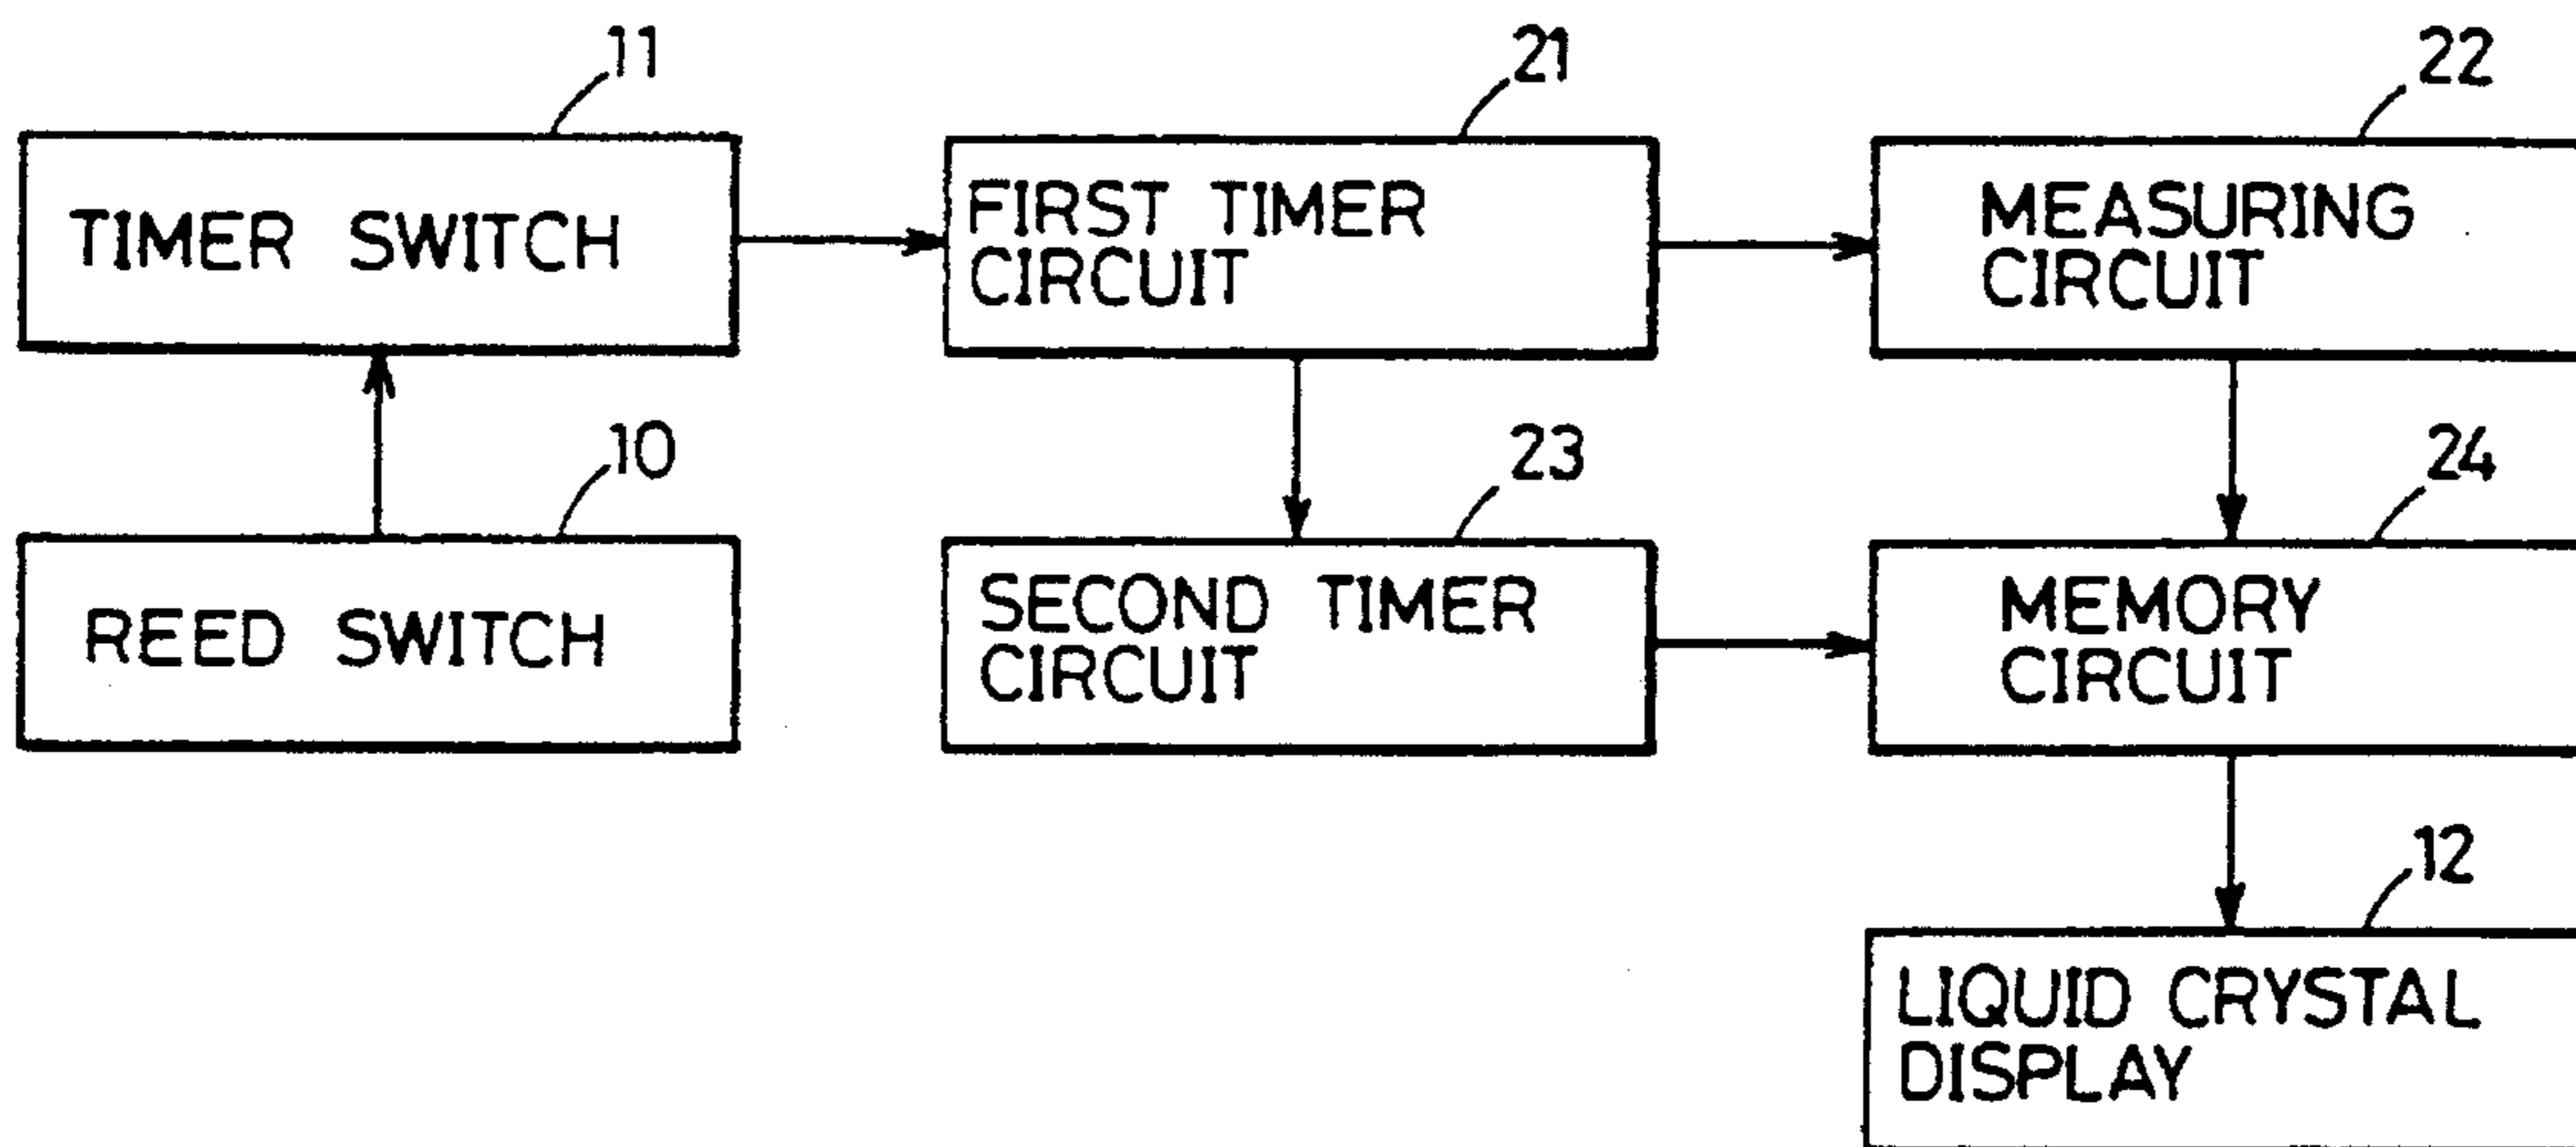 11
21
22
TIMER SWITCH
FIRST TIMER
CIRCUIT
MEASURING
CIRCUIT
10
23
24
REED SWITCH
SECOND TIMER
CIRCUIT
MEMORY
CIRCUIT
12
LIQUID CRYSTAL
DISPLAY